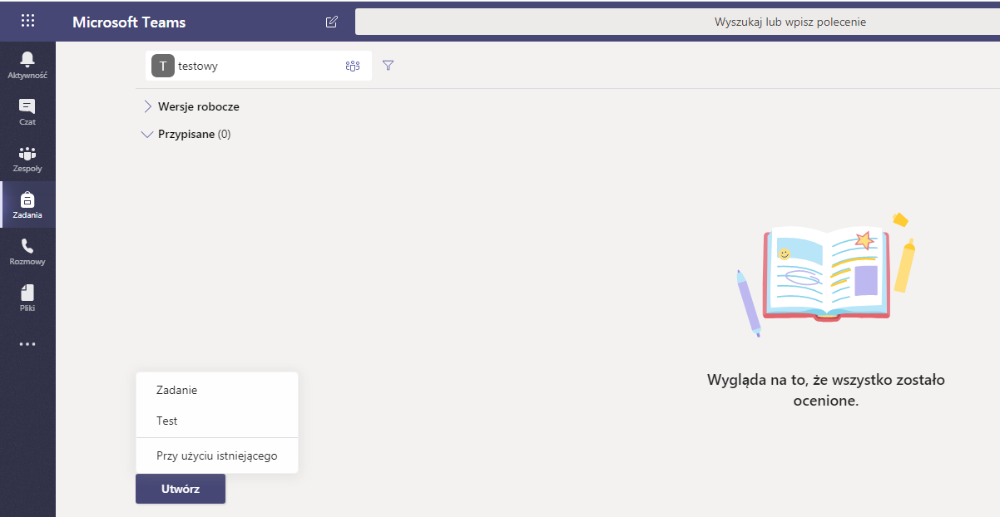 Microsoft Teams
Wyszukaj lub wpisz polecenie
Aktywność
Czat
Zespoły
Zadania
Rozmowy
Pliki
T testowy
Wersje robocze
Przypisane (0)
Wygląda na to, że wszystko zostało
ocenione.
Zadanie
Test
Przy użyciu istniejącego
Utwórz